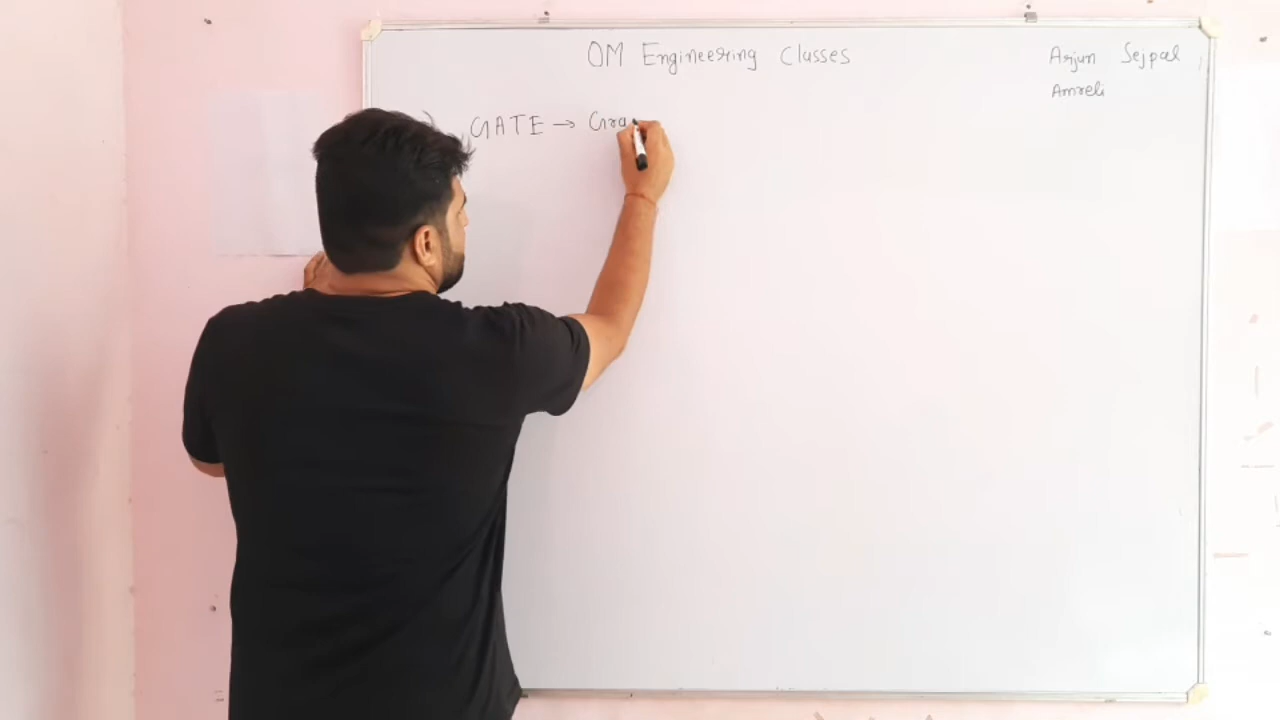 OM Engineering Classes
Arjun Sejpal
Amreli
GATE → Gra